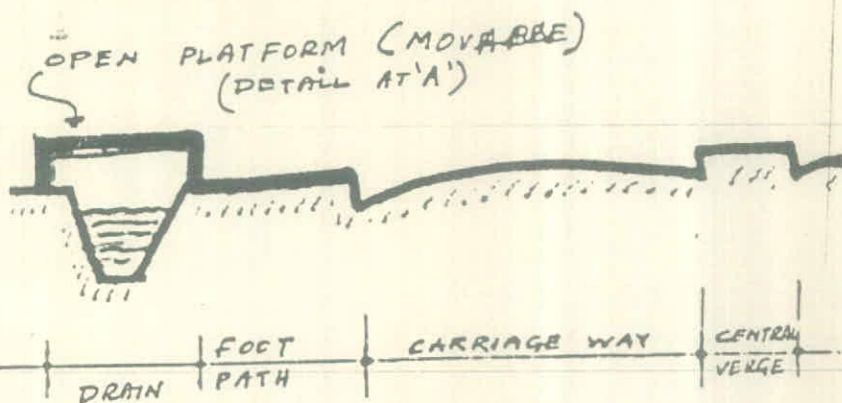 OPEN PLATFORM (MOVABLE)
(DETAIL AT 'A')
DRAIN
FOOT
PATH
CARRIAGE WAY
CENTRAL
VERGE